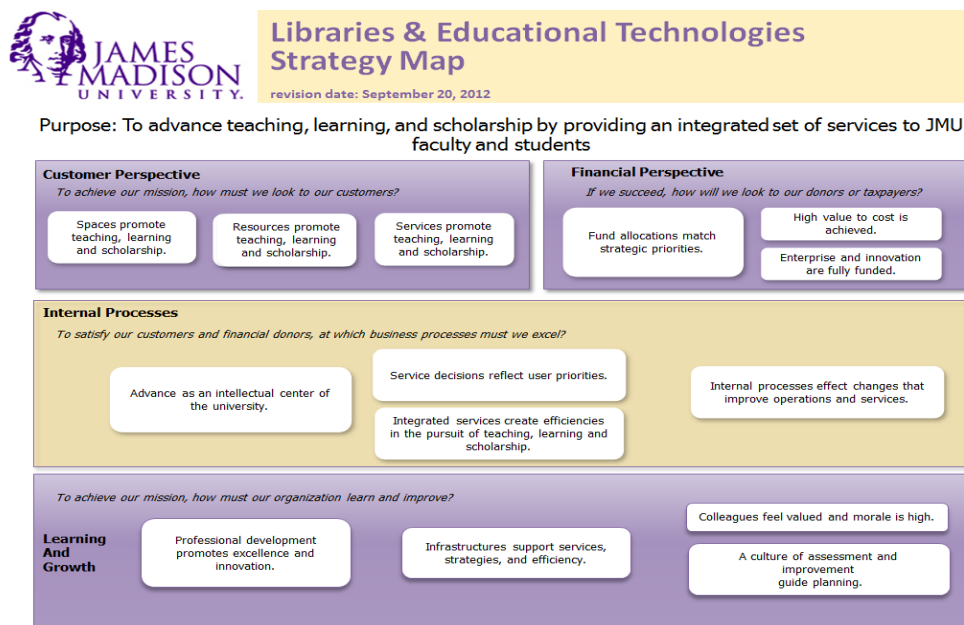 JAMES
MADISON
UNIVERSITY.
Libraries & Educational Technologies
Strategy Map
revision date: September 20, 2012
Purpose: To advance teaching, learning, and scholarship by providing an integrated set of services to JMU
faculty and students
Customer Perspective
To achieve our mission, how must we look to our customers?
Spaces promote
teaching, learning
and scholarship.
Resources promote
teaching, learning
and scholarship.
Services promote
teaching, learning
and scholarship.
Financial Perspective
If we succeed, how will we look to our donors or taxpayers?
Fund allocations match
strategic priorities.
High value to cost is
achieved.
Enterprise and innovation
are fully funded.
Internal Processes
To satisfy our customers and financial donors, at which business processes must we excel?
Advance as an intellectual center of
the university.
Service decisions reflect user priorities.
Integrated services create efficiencies
in the pursuit of teaching, learning and
scholarship.
Internal processes effect changes that
improve operations and services.
To achieve our mission, how must our organization learn and improve?
Learning
And
Growth
Professional development
promotes excellence and
innovation.
Infrastructures support services,
strategies, and efficiency.
Colleagues feel valued and morale is high.
A culture of assessment and
improvement
guide planning.